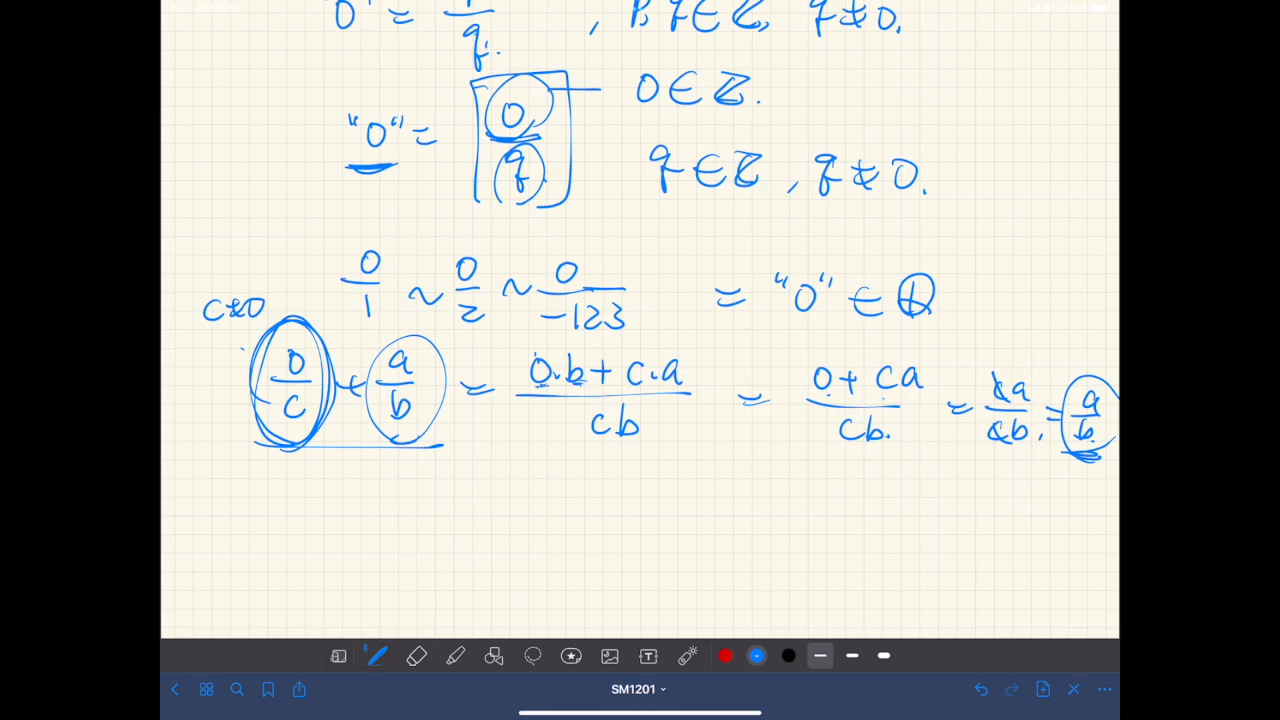 "0" = p/q. , p, q ∈ ℤ, q ≠ 0.
"0" = 0/q. 0 ∈ ℤ.
q ∈ ℤ, q ≠ 0.
0/1 ~ 0/2 ~ 0/-123 = "0" ∈ ℚ
c≠0
0/c + a/b = (0·b + c·a)/(c·b) = (0 + ca)/(cb.) = ca/cb, = a/b.
SM1201